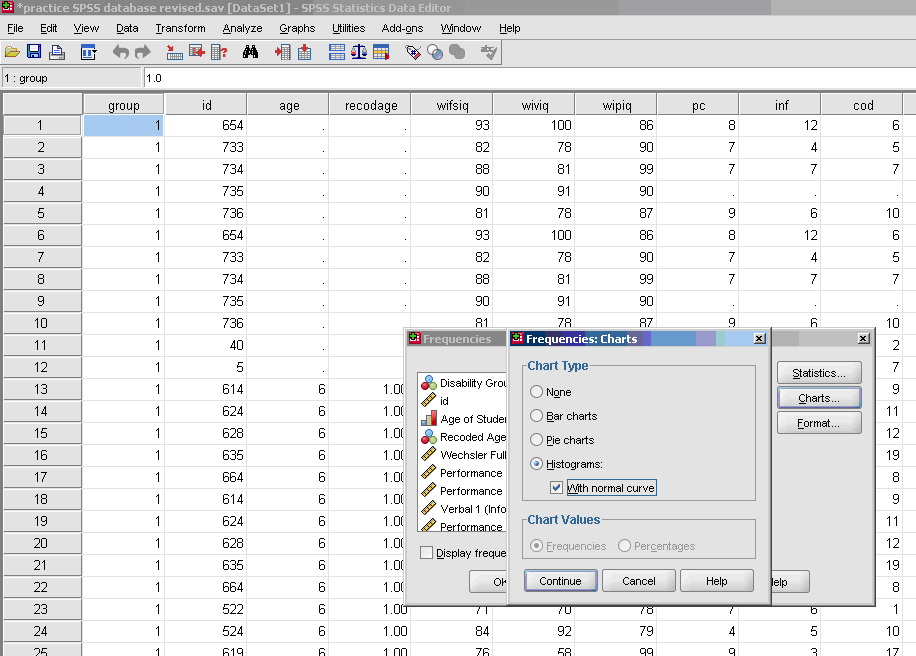 *practice SPSS database revised.sav [DataSet1] - SPSS Statistics Data Editor
File Edit View Data Transform Analyze Graphs Utilities Add-ons Window Help
1 : group 1.0
group id age recodage wifsiq wiviq wipiq pc inf cod
1 1 654 . . 93 100 86 8 12 6
2 1 733 . . 82 78 90 7 4 5
3 1 734 . . 88 81 99 7 7 7
4 1 735 . . 90 91 90 . . .
5 1 736 . . 81 78 87 9 6 10
6 1 654 . . 93 100 86 8 12 6
7 1 733 . . 82 78 90 7 4 5
8 1 734 . . 88 81 99 7 7 7
9 1 735 . . 90 91 90 . . .
10 1 736 . . 81 78 87 9 6 10
11 1 40 . 2
12 1 5 . 7
13 1 614 6 1.00 9
14 1 624 6 1.00 11
15 1 628 6 1.00 12
16 1 635 6 1.00 19
17 1 664 6 1.00 8
18 1 614 6 1.00 9
19 1 624 6 1.00 11
20 1 628 6 1.00 12
21 1 635 6 1.00 19
22 1 664 6 1.00 8
23 1 522 6 1.00 71 70 78 7 6 1
24 1 524 6 1.00 84 92 79 4 5 10
25 1 619 6 1.00 76 58 99 9 3 17
Frequencies
Disability Grou
id
Age of Studer
Recoded Age
Wechsler Full
Performance
Performance
Verbal 1 (Info
Performance
Display freque
OK
Help
Statistics...
Charts...
Format...
Frequencies: Charts
Chart Type
None
Bar charts
Pie charts
Histograms:
With normal curve
Chart Values
Frequencies Percentages
Continue Cancel Help